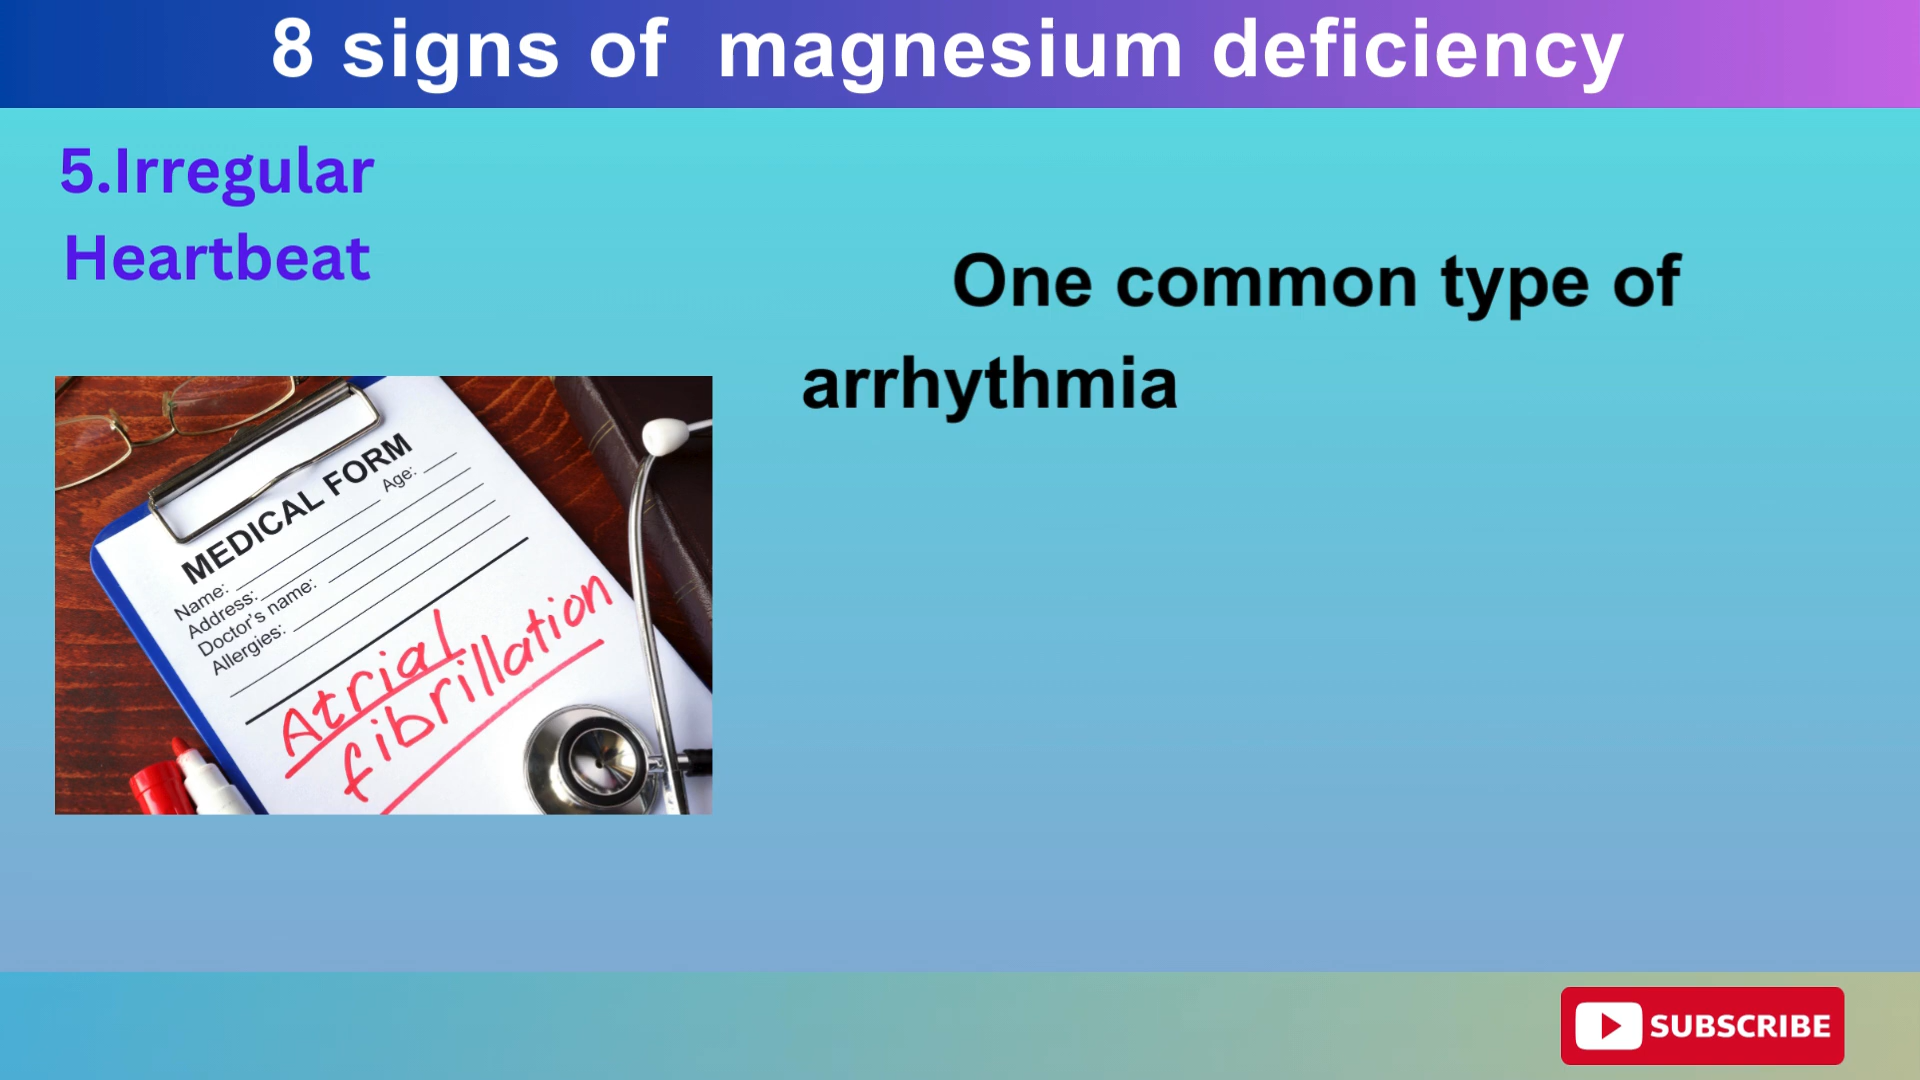 8 signs of magnesium deficiency
5.Irregular
Heartbeat
One common type of
arrhythmia
MEDICAL FORM
Name:
Age:
Address:
Doctor's name:
Allergies:
Atrial
fibrillation
SUBSCRIBE